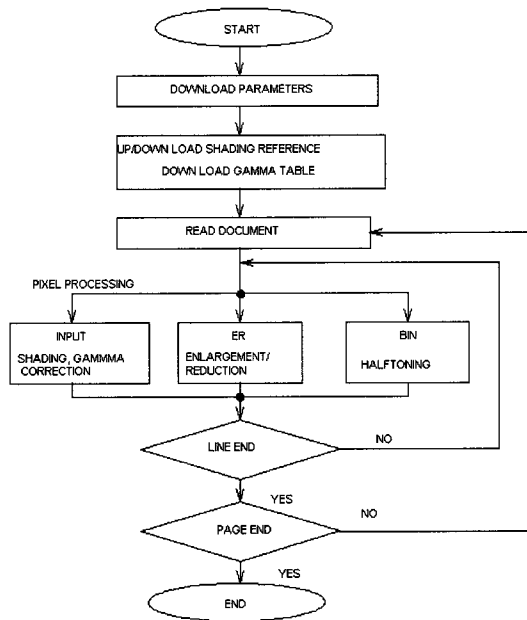 START
DOWNLOAD PARAMETERS
UP/DOWN LOAD SHADING REFERENCE
DOWN LOAD GAMMA TABLE
READ DOCUMENT
PIXEL PROCESSING
INPUT
SHADING, GAMMMA
CORRECTION
ER
ENLARGEMENT/
REDUCTION
BIN
HALFTONING
LINE END
NO
YES
PAGE END
NO
YES
END